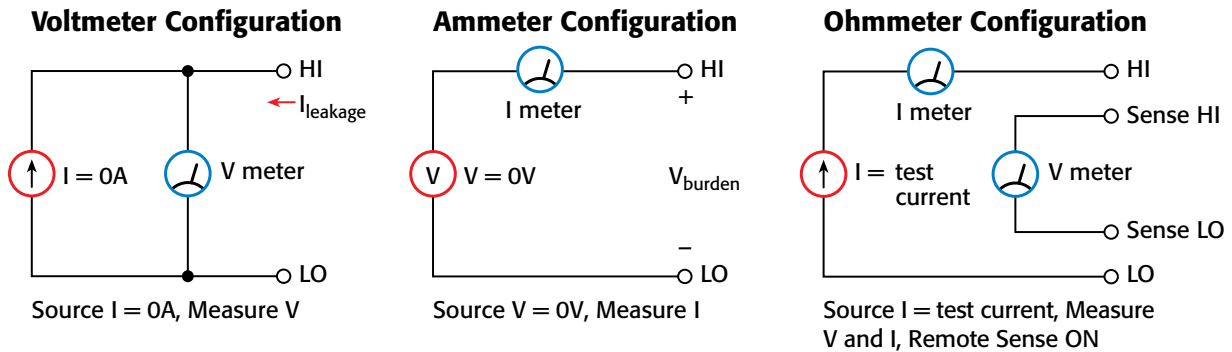 Voltmeter Configuration
HI
I leakage
I = 0A
V meter
LO
Source I = 0A, Measure V
Ammeter Configuration
I meter
HI
+
V
V = 0V
V burden
–
LO
Source V = 0V, Measure I
Ohmmeter Configuration
I meter
HI
Sense HI
I = test
current
V meter
Sense LO
LO
Source I = test current, Measure
V and I, Remote Sense ON